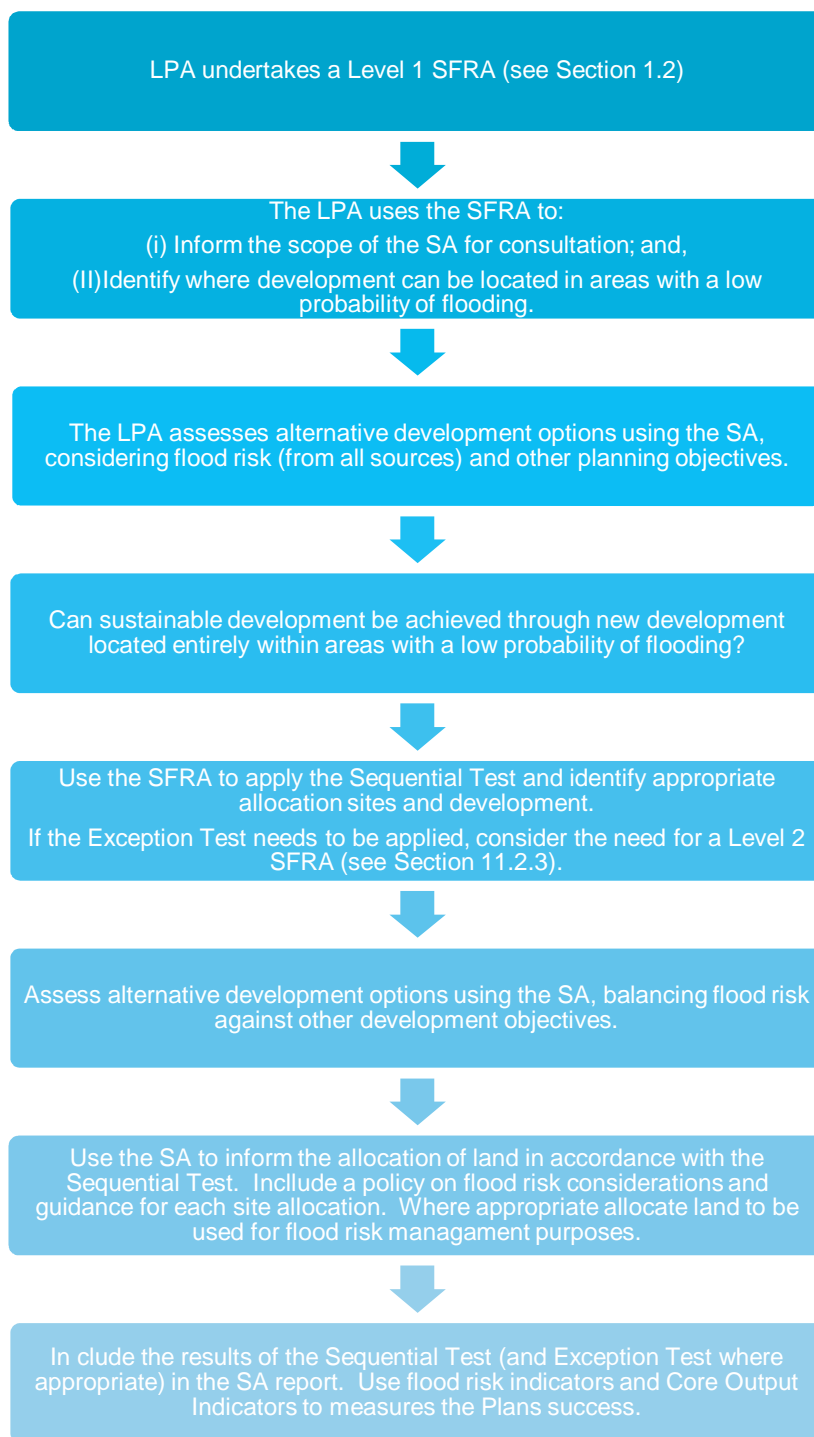 LPA undertakes a Level 1 SFRA (see Section 1.2)
The LPA uses the SFRA to:
(i) Inform the scope of the SA for consultation; and,
(II)Identify where development can be located in areas with a low
probability of flooding.
The LPA assesses alternative development options using the SA,
considering flood risk (from all sources) and other planning objectives.
Can sustainable development be achieved through new development
located entirely within areas with a low probability of flooding?
Use the SFRA to apply the Sequential Test and identify appropriate
allocation sites and development.
If the Exception Test needs to be applied, consider the need for a Level 2
SFRA (see Section 11.2.3).
Assess alternative development options using the SA, balancing flood risk
against other development objectives.
Use the SA to inform the allocation of land in accordance with the
Sequential Test. Include a policy on flood risk considerations and
guidance for each site allocation. Where appropriate allocate land to be
used for flood risk managament purposes.
In clude the results of the Sequential Test (and Exception Test where
appropriate) in the SA report. Use flood risk indicators and Core Output
Indicators to measures the Plans success.